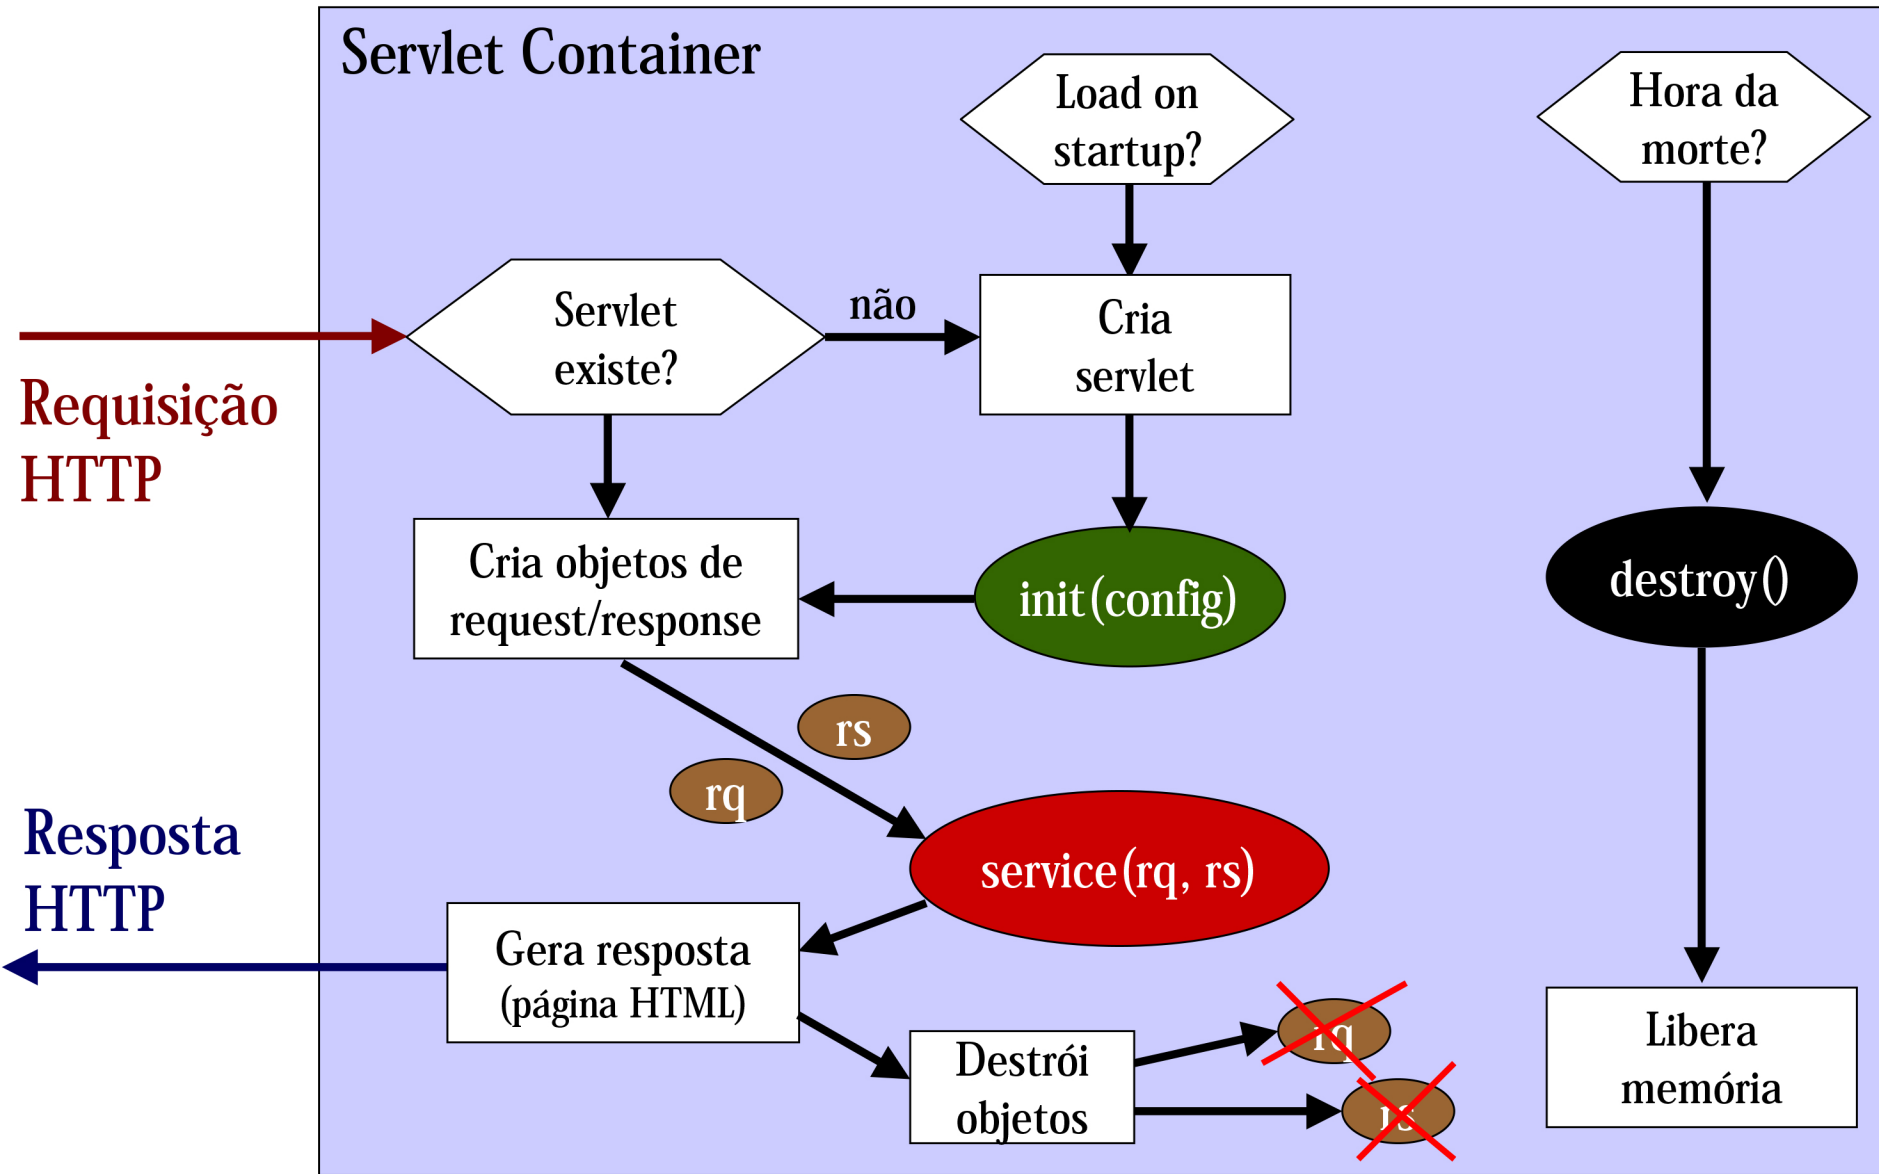 Servlet Container
Load on
startup?
Hora da
morte?
Servlet
existe?
não
Cria
servlet
Requisição
HTTP
Cria objetos de
request/response
init(config)
destroy()
rs
rq
Resposta
HTTP
service(rq, rs)
Gera resposta
(página HTML)
Destrói
objetos
rq
rs
Libera
memória